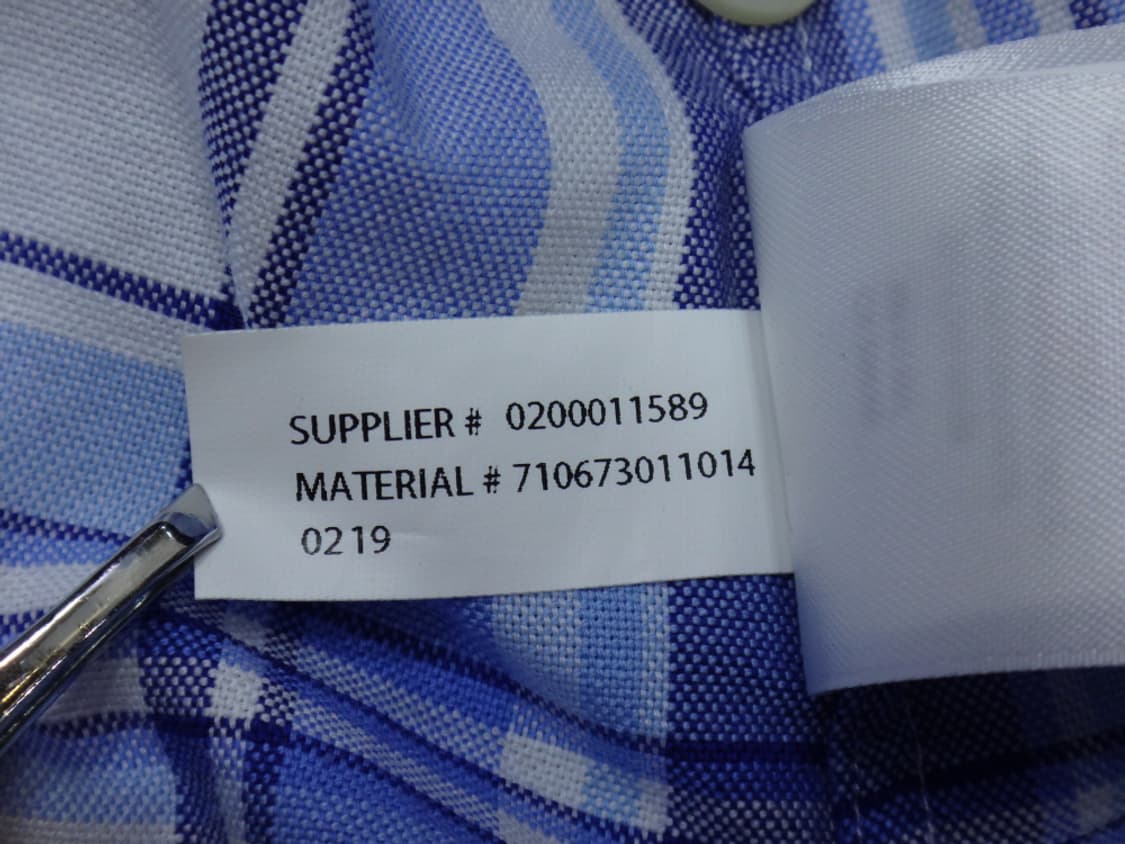 SUPPLIER # 0200011589
MATERIAL # 710673011014
0219